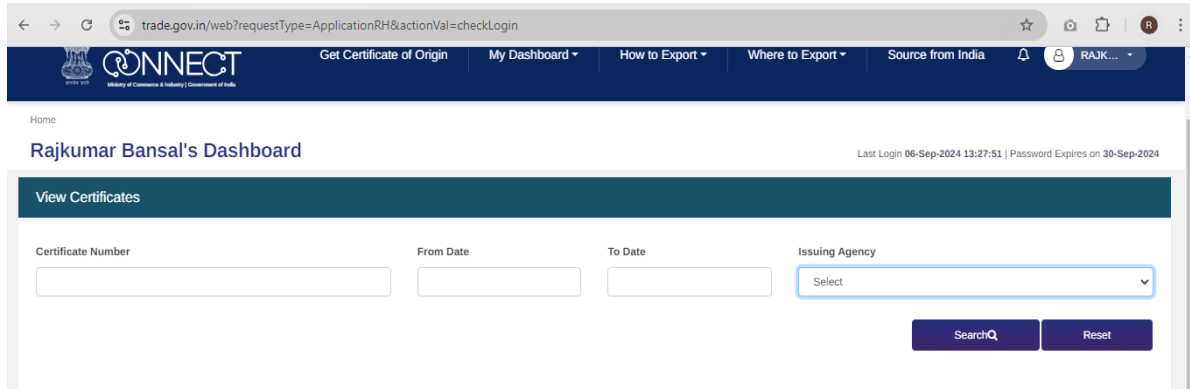 trade.gov.in/web?requestType=ApplicationRH&actionVal=checkLogin
R
CONNECT
Ministry of Commerce & Industry | Government of India
Get Certificate of Origin
My Dashboard
How to Export
Where to Export
Source from India
RAJK...
Home
Rajkumar Bansal's Dashboard
Last Login 06-Sep-2024 13:27:51 | Password Expires on 30-Sep-2024
View Certificates
Certificate Number
From Date
To Date
Issuing Agency
Select
Search
Reset